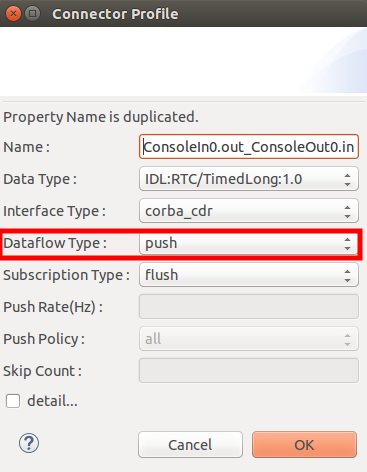 Connector Profile
Property Name is duplicated.
Name : ConsoleIn0.out_ConsoleOut0.in
Data Type : IDL:RTC/TimedLong:1.0
Interface Type : corba_cdr
Dataflow Type : push
Subscription Type : flush
Push Rate(Hz) :
Push Policy : all
Skip Count :
detail...
? Cancel OK